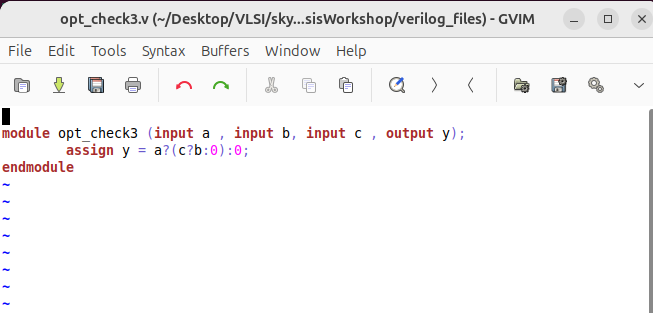 opt_check3.v (~/Desktop/VLSI/sky...sisWorkshop/verilog_files) - GVIM
File Edit Tools Syntax Buffers Window Help
module opt_check3 (input a , input b, input c , output y);
assign y = a?(c?b:0):0;
endmodule
~
~
~
~
~
~
~
~